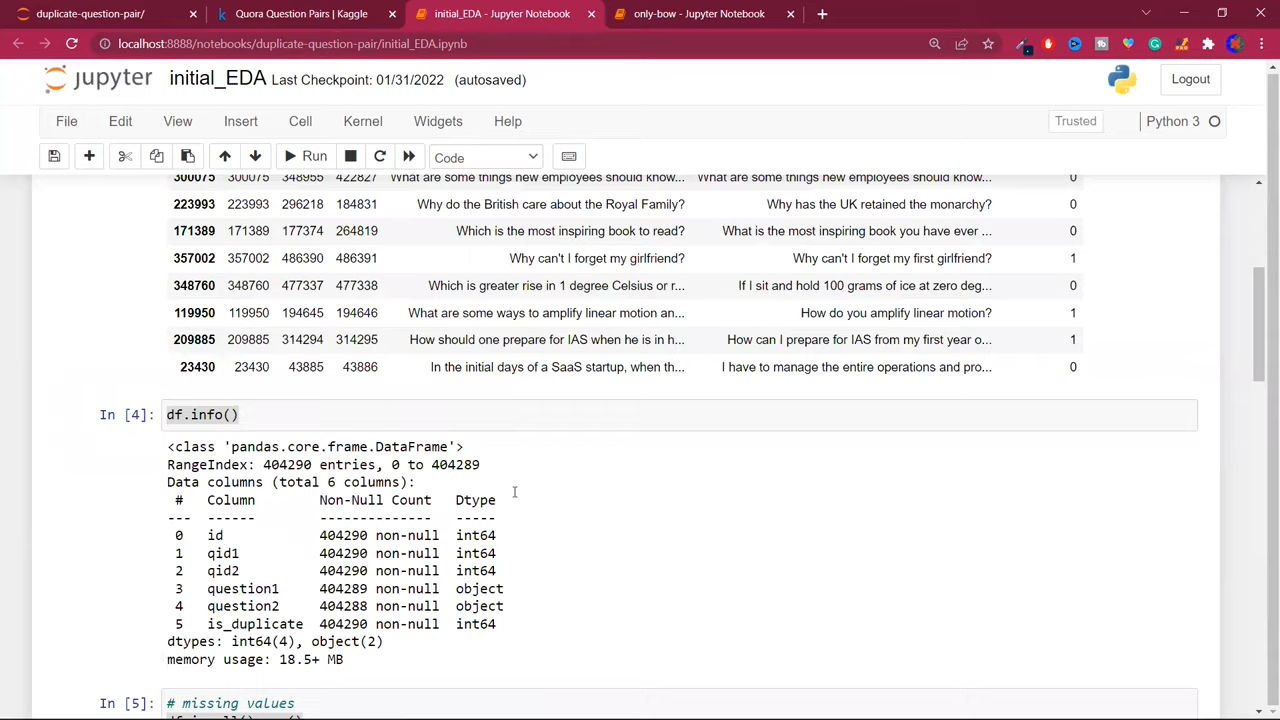 duplicate-question-pair/
Quora Question Pairs | Kaggle
initial_EDA - Jupyter Notebook
only-bow - Jupyter Notebook
localhost:8888/notebooks/duplicate-question-pair/initial_EDA.ipynb
jupyter initial_EDA Last Checkpoint: 01/31/2022 (autosaved)
Logout
File Edit View Insert Cell Kernel Widgets Help
Trusted
Python 3
Run
Code
300075 300075 348955 422827 What are some things new employees should know... What are some things new employees should know... 0
223993 223993 296218 184831 Why do the British care about the Royal Family? Why has the UK retained the monarchy? 0
171389 171389 177374 264819 Which is the most inspiring book to read? What is the most inspiring book you have ever ... 0
357002 357002 486390 486391 Why can't I forget my girlfriend? Why can't I forget my first girlfriend? 1
348760 348760 477337 477338 Which is greater rise in 1 degree Celsius or r... If I sit and hold 100 grams of ice at zero deg... 0
119950 119950 194645 194646 What are some ways to amplify linear motion an... How do you amplify linear motion? 1
209885 209885 314294 314295 How should one prepare for IAS when he is in h... How can I prepare for IAS from my first year o... 1
23430 23430 43885 43886 In the initial days of a SaaS startup, when th... I have to manage the entire operations and pro... 0
In [4]: df.info()
<class 'pandas.core.frame.DataFrame'>
RangeIndex: 404290 entries, 0 to 404289
Data columns (total 6 columns):
# Column Non-Null Count Dtype
--- ------ -------------- -----
0 id 404290 non-null int64
1 qid1 404290 non-null int64
2 qid2 404290 non-null int64
3 question1 404289 non-null object
4 question2 404288 non-null object
5 is_duplicate 404290 non-null int64
dtypes: int64(4), object(2)
memory usage: 18.5+ MB
In [5]: # missing values